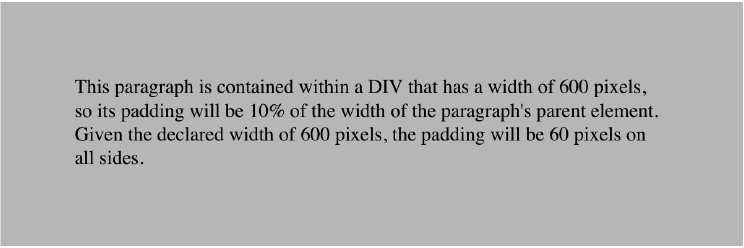 This paragraph is contained within a DIV that has a width of 600 pixels,
so its padding will be 10% of the width of the paragraph's parent element.
Given the declared width of 600 pixels, the padding will be 60 pixels on
all sides.